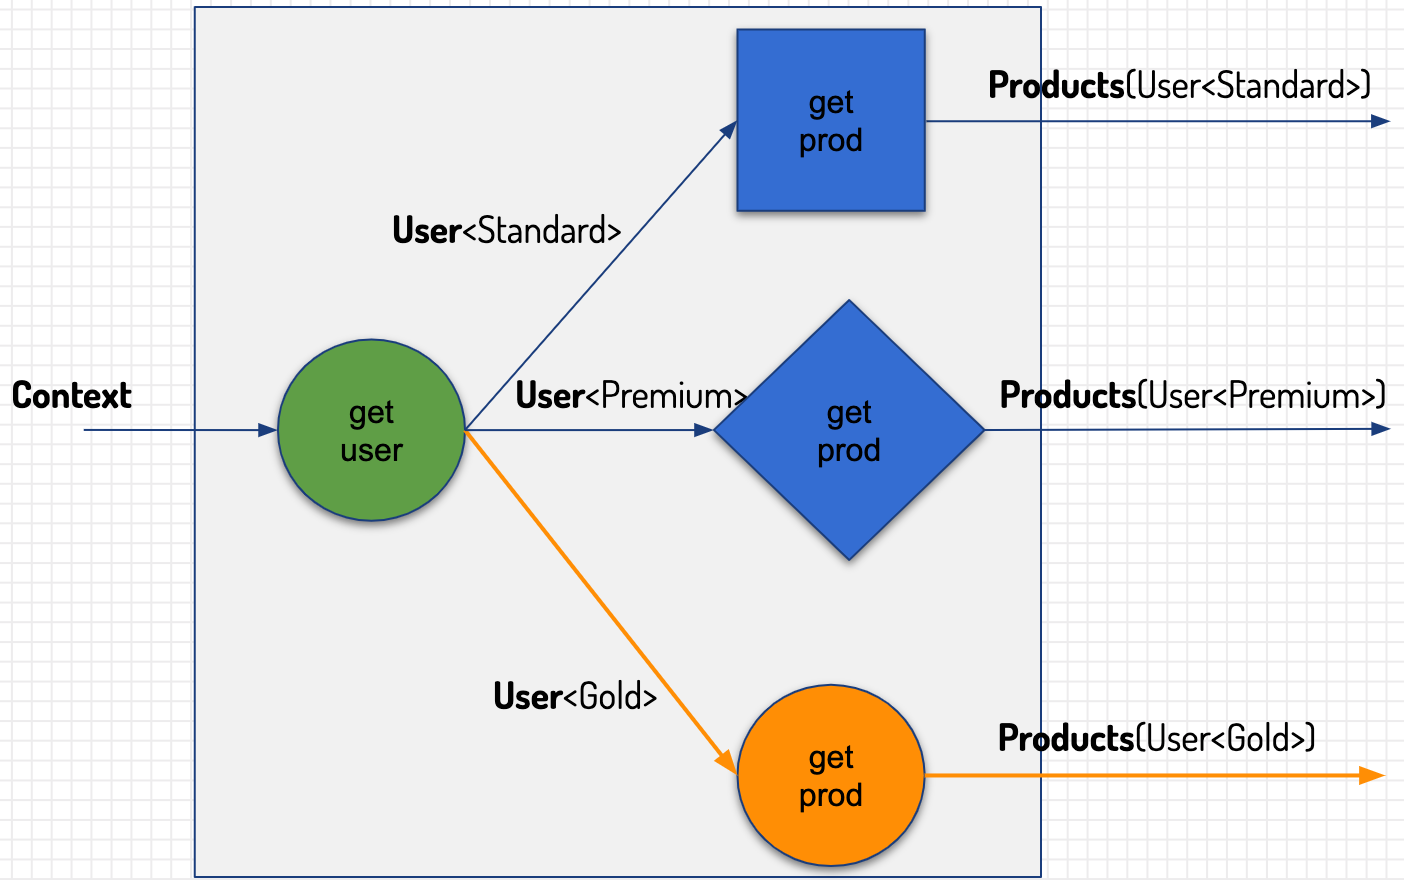 get
prod
Products(User<Standard>)
User<Standard>
Context
get
user
User<Premium>
get
prod
Products(User<Premium>)
User<Gold>
get
prod
Products(User<Gold>)